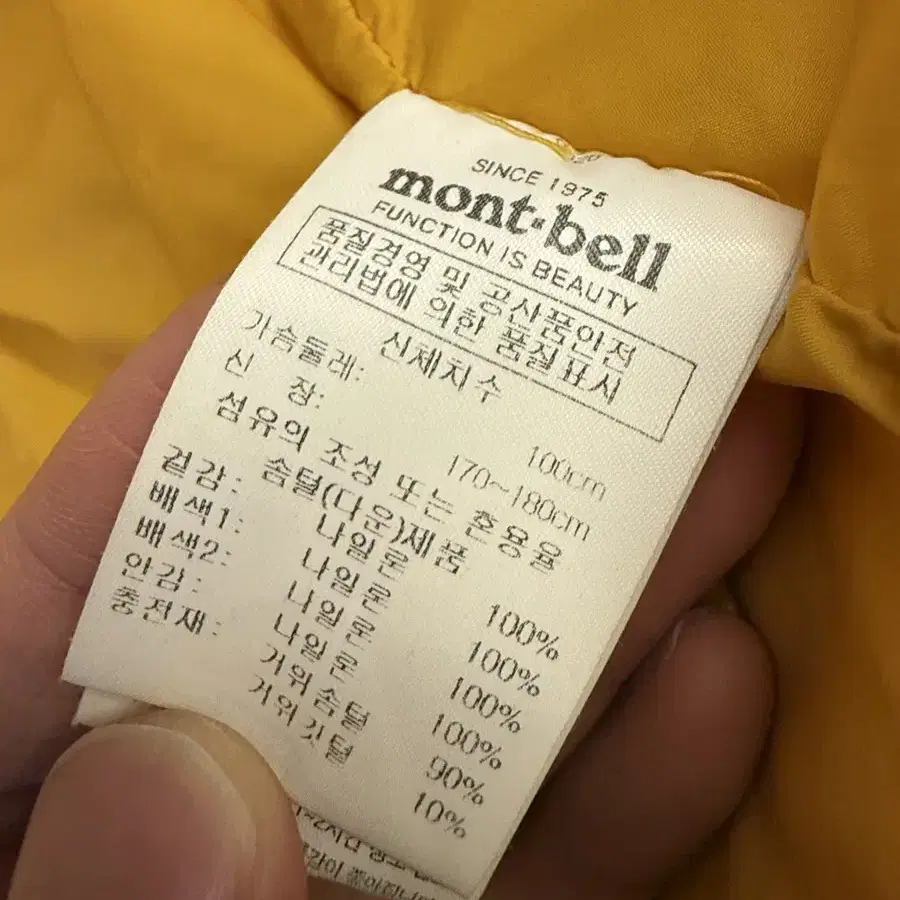 SINCE 1975
mont·bell
FUNCTION IS BEAUTY
품질경영 및 공산품안전
관리법에 의한 품질표시
신체치수
가슴둘레: 100cm
신 장: 170~180cm
섬유의 조성 또는 혼용율
솜털(다운)제품
겉감: 나일론 100%
배색1: 나일론 100%
배색2: 나일론 100%
안감: 나일론 100%
충전재: 거위솜털 90%
거위깃털 10%